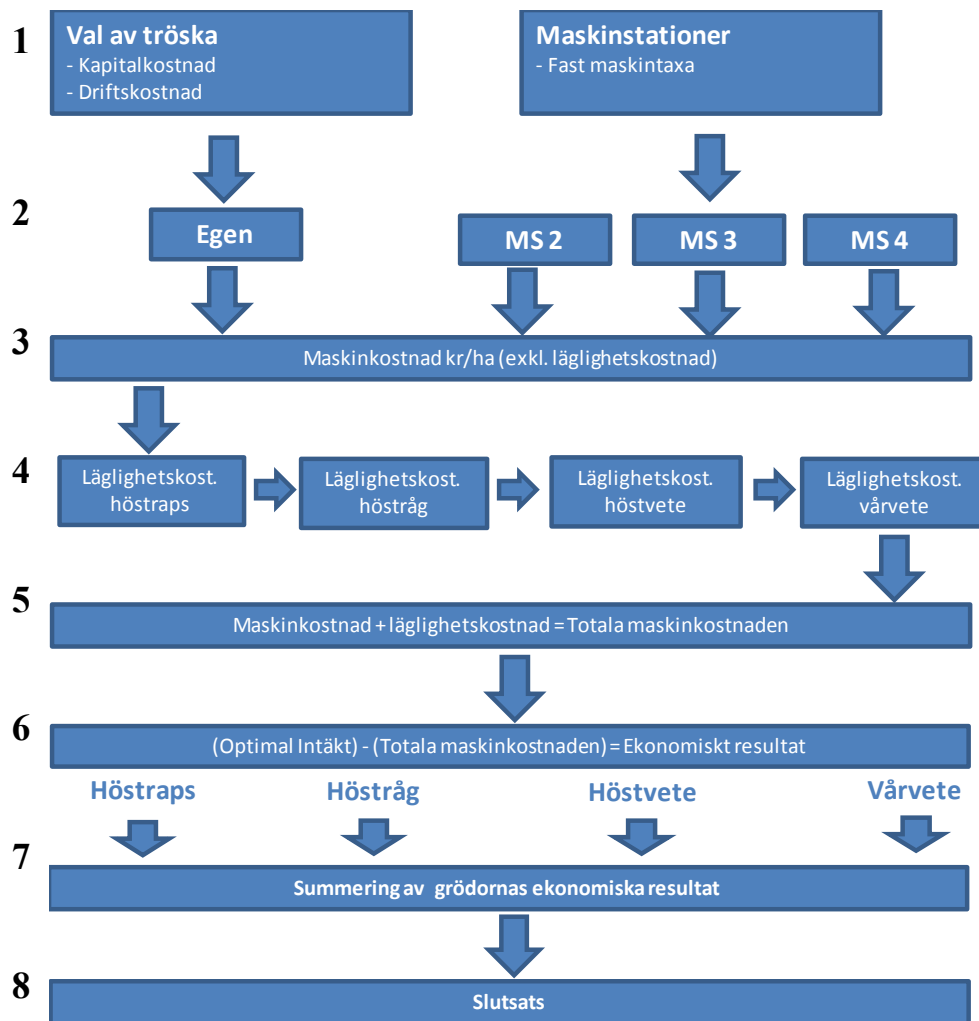 1
Val av tröska
- Kapitalkostnad
- Driftskostnad
Maskinstationer
- Fast maskintaxa
2
Egen
MS 2
MS 3
MS 4
3
Maskinkostnad kr/ha (exkl. läglighetskostnad)
4
Läglighetskost.
höstraps
Läglighetskost.
höstråg
Läglighetskost.
höstvete
Läglighetskost.
vårvete
5
Maskinkostnad + läglighetskostnad = Totala maskinkostnaden
6
(Optimal Intäkt) - (Totala maskinkostnaden) = Ekonomiskt resultat
Höstraps
Höstråg
Höstvete
Vårvete
7
Summering av grödornas ekonomiska resultat
8
Slutsats